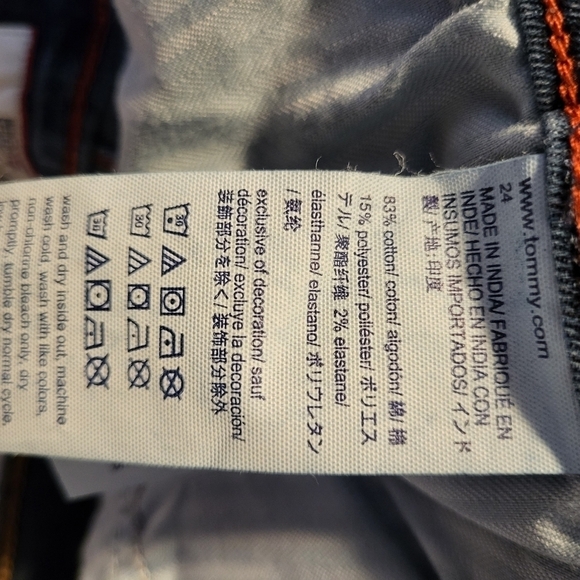 www.tommy.com
24
MADE IN INDIA/ FABRIQUÉ EN
INDE/ HECHO EN INDIA CON
INSUMOS IMPORTADOS/ インド
製/ 产地: 印度
83% cotton/ coton/ algodón/ 綿/ 棉
15% polyester/ poliéster/ ポリエス
テル/ 聚酯纤维 2% elastane/
élasthanne/ elastano/ ポリウレタン
/ 氨纶
exclusive of decoration/ sauf
décoration/ excluye la decoración/
装飾部分を除く/ 装饰部分除外
30
30
wash and dry inside out, machine
wash cold, wash with like colors,
non-chlorine bleach only, dry
promptly, tumble dry normal cycle,